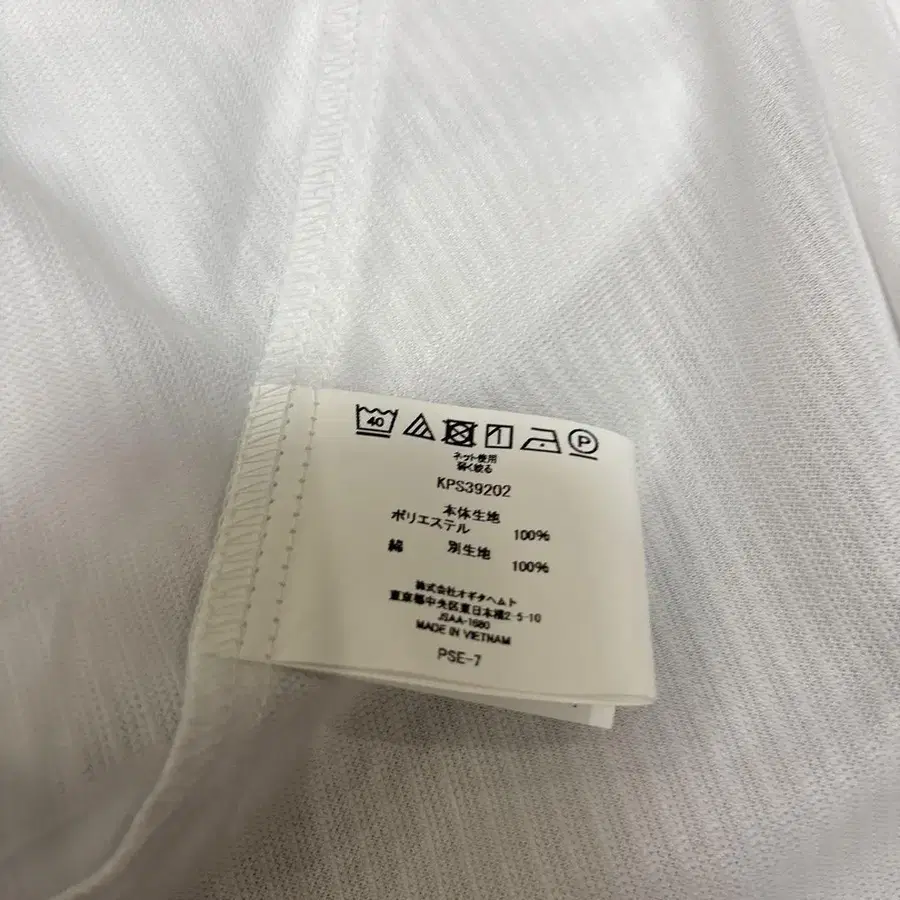 40 P
ネット使用
弱く絞る
KPS39202
本体生地
ポリエステル 100%
別生地
綿 100%
株式会社オギタヘムト
東京都中央区東日本橋2-5-10
JSAA-1680
MADE IN VIETNAM
PSE-7